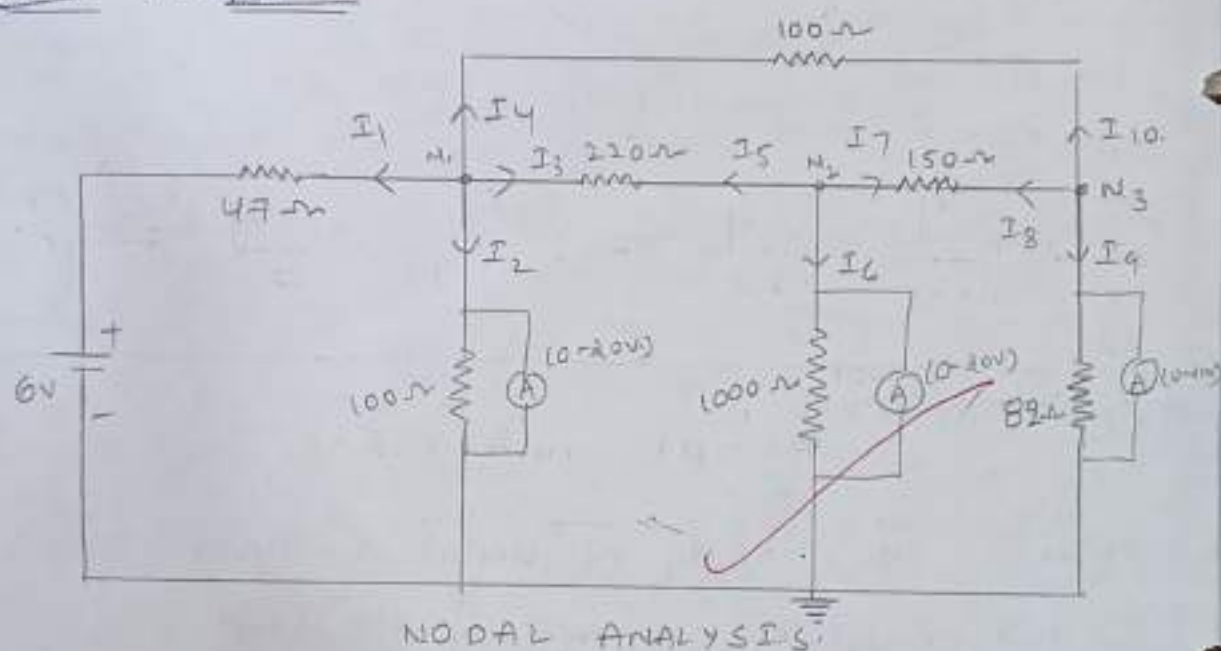 100Ω
I4
I1
N1
I3
220Ω
I5
N2
I7
150Ω
I10
N3
47Ω
I2
I6
I8
I9
+
6V
-
100Ω
A
(0-20V)
1000Ω
A
(0-20V)
82Ω
A
NODAL ANALYSIS.